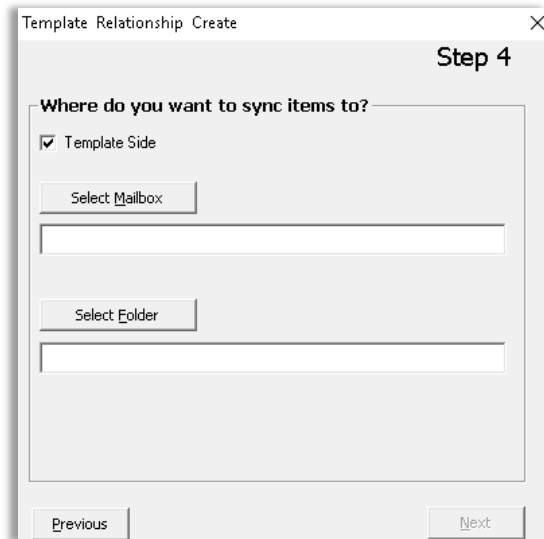 Template Relationship Create
Step 4
Where do you want to sync items to?
Template Side
Select Mailbox
Select Folder
Previous
Next